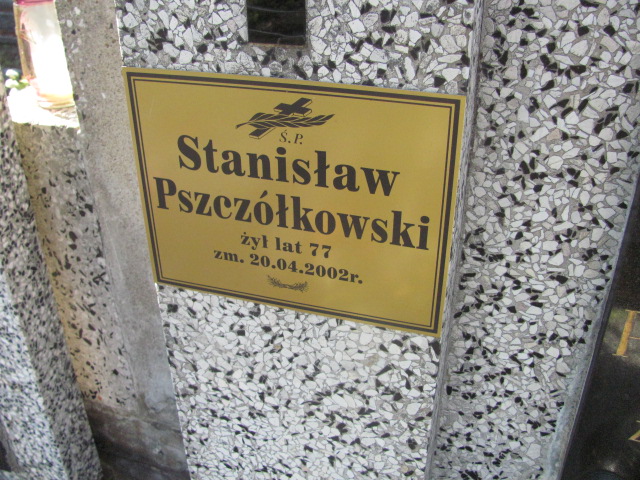 Ś.P.
Stanisław
Pszczółkowski
żył lat 77
zm. 20.04.2002r.